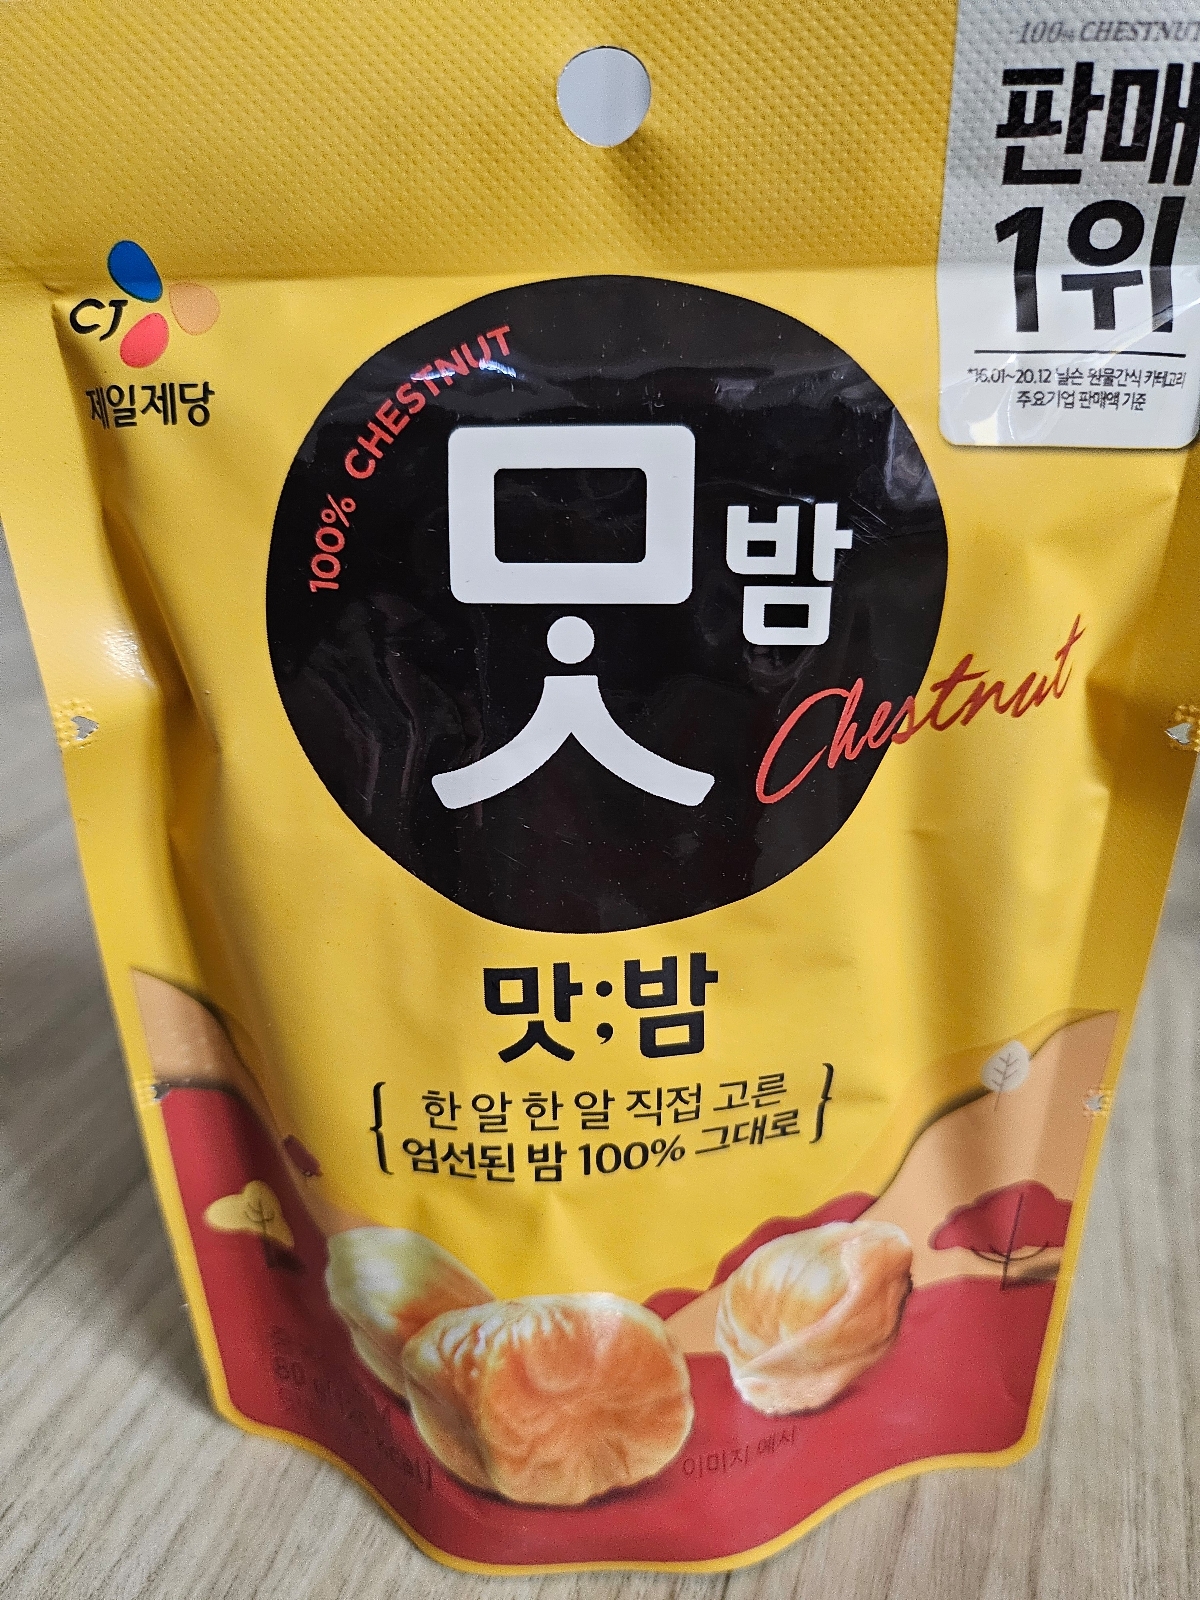 100% CHESTNUT
판매
1위
*16.01~20.12 닐슨 원물간식 카테고리
주요기업 판매액 기준
CJ
제일제당
100% CHESTNUT
맛밤
Chestnut
맛;밤
{ 한 알 한 알 직접 고른
엄선된 밤 100% 그대로 }
80 g
이미지 예시